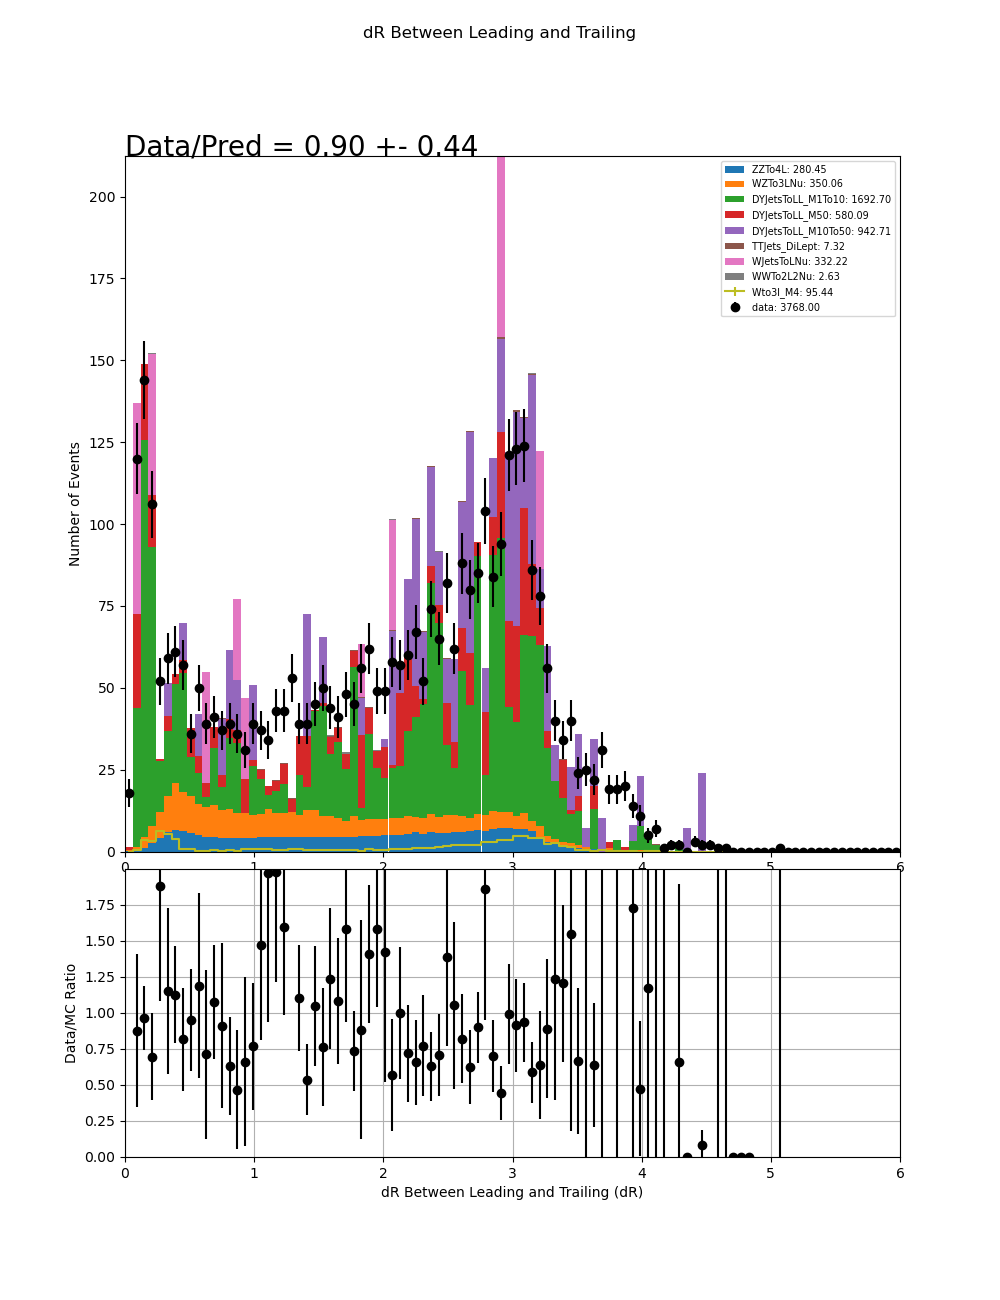 dR Between Leading and Trailing
Data/Pred = 0.90 +- 0.44
200
175
150
125
100
75
50
25
0
Number of Events
ZZTo4L: 280.45
WZTo3LNu: 350.06
DYJetsToLL_M1To10: 1692.70
DYJetsToLL_M50: 580.09
DYJetsToLL_M10To50: 942.71
TTJets_DiLept: 7.32
WJetsToLNu: 332.22
WWTo2L2Nu: 2.63
Wto3l_M4: 95.44
data: 3768.00
0 1 2 3 4 5 6
1.75
1.50
1.25
1.00
0.75
0.50
0.25
0.00
Data/MC Ratio
0 1 2 3 4 5 6
dR Between Leading and Trailing (dR)